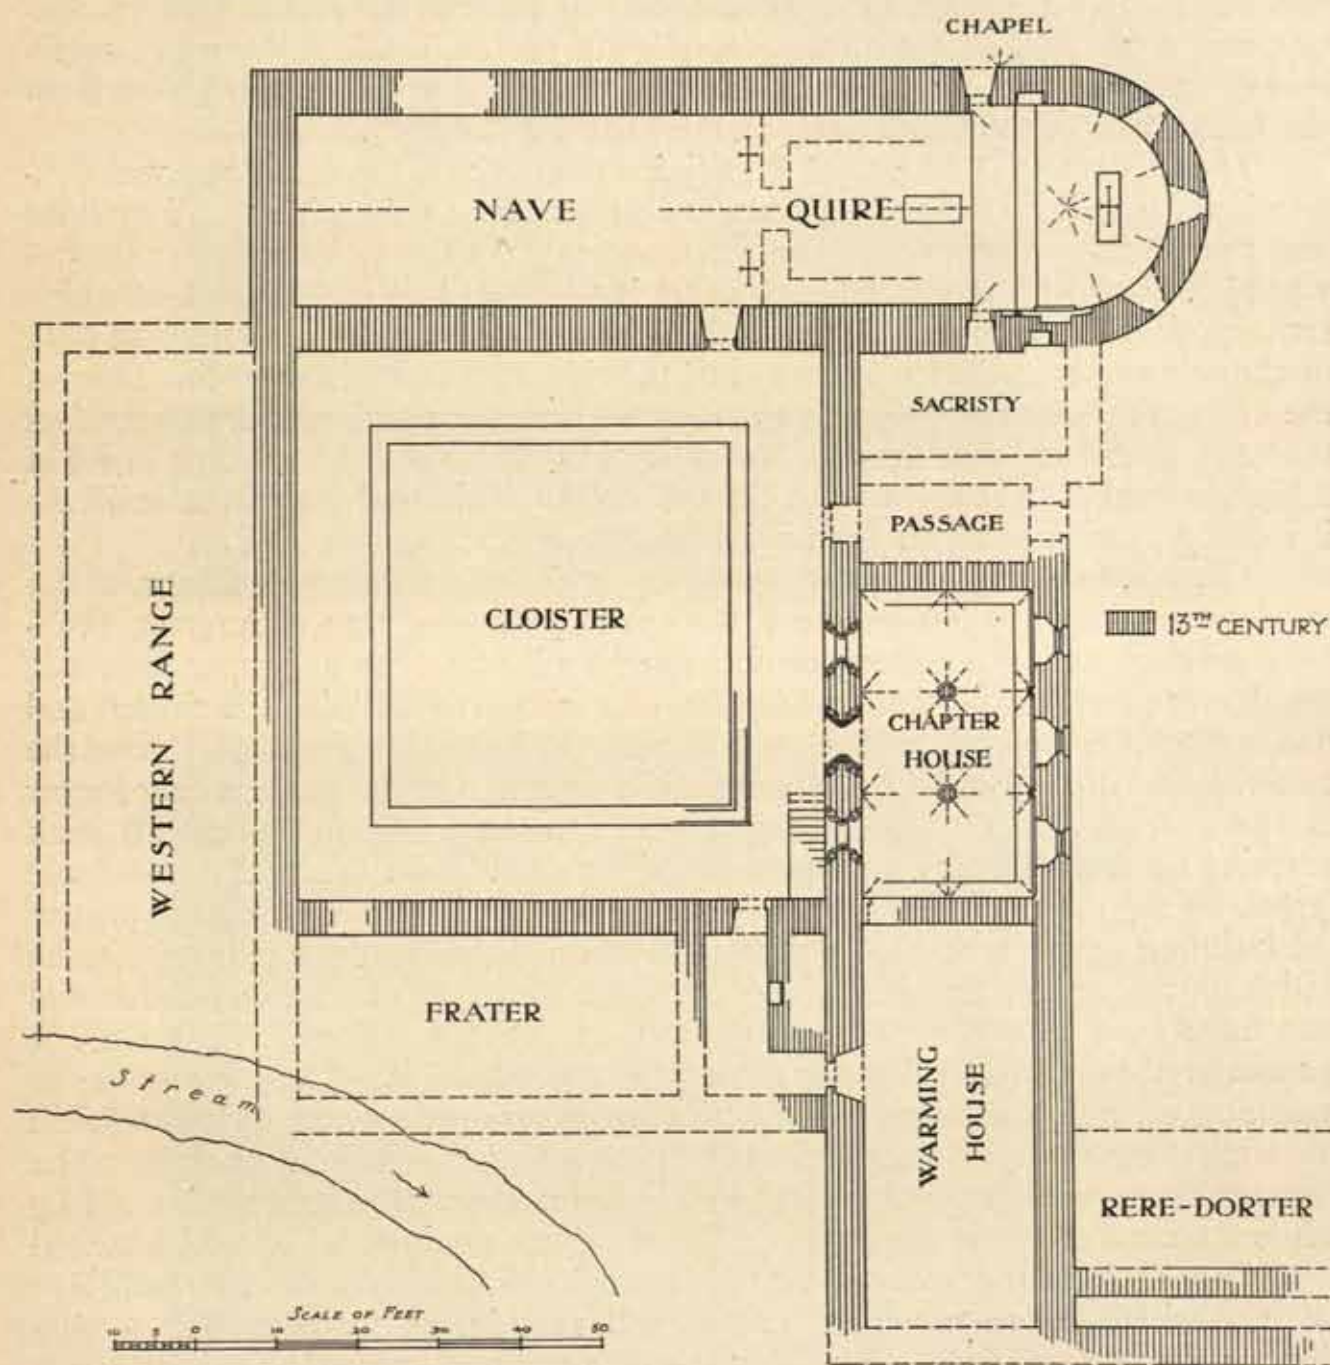 CHAPEL
NAVE
QUIRE
SACRISTY
PASSAGE
CLOISTER
13TH CENTURY
WESTERN RANGE
CHAPTER
HOUSE
FRATER
Stream
WARMING
HOUSE
RERE-DORTER
SCALE OF FEET
10 5 0 10 20 30 40 50